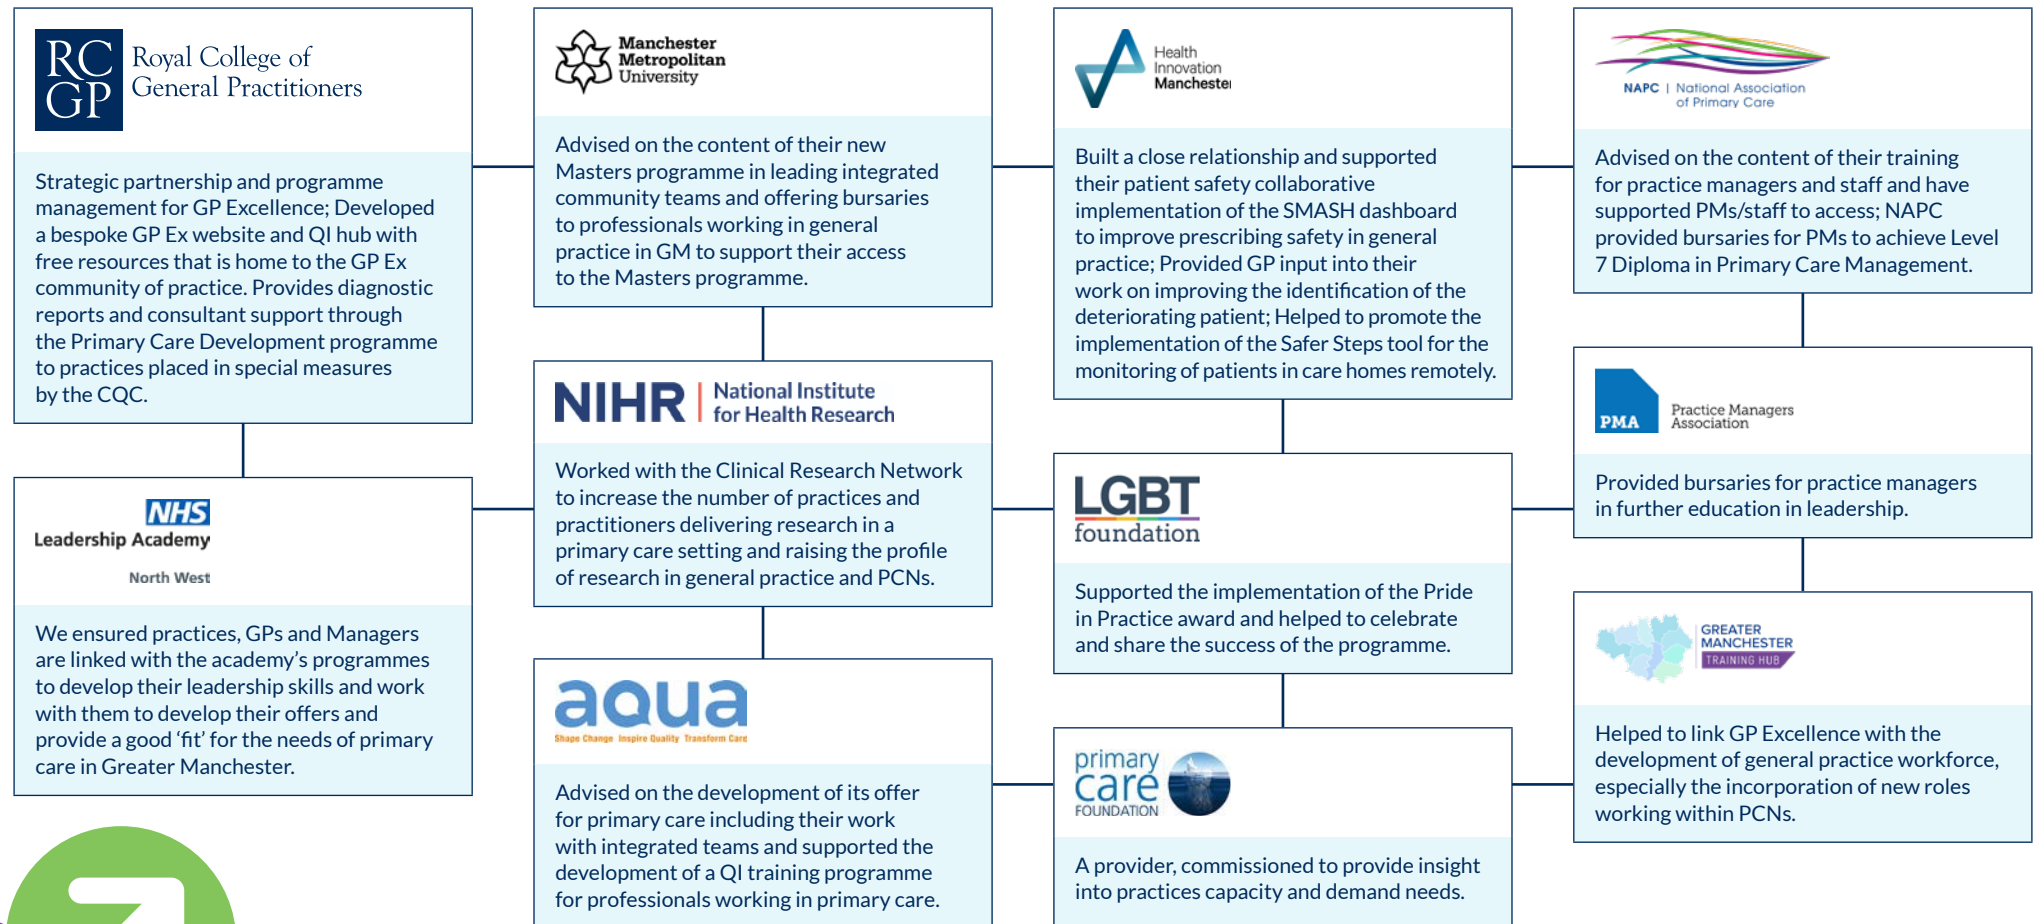 RC
GP
Royal College of
General Practitioners
Strategic partnership and programme
management for GP Excellence; Developed
a bespoke GP Ex website and QI hub with
free resources that is home to the GP Ex
community of practice. Provides diagnostic
reports and consultant support through
the Primary Care Development programme
to practices placed in special measures
by the CQC.
NHS
Leadership Academy
North West
We ensured practices, GPs and Managers
are linked with the academy’s programmes
to develop their leadership skills and work
with them to develop their offers and
provide a good ‘fit’ for the needs of primary
care in Greater Manchester.
Manchester
Metropolitan
University
Advised on the content of their new
Masters programme in leading integrated
community teams and offering bursaries
to professionals working in general
practice in GM to support their access
to the Masters programme.
NIHR | National Institute
for Health Research
Worked with the Clinical Research Network
to increase the number of practices and
practitioners delivering research in a
primary care setting and raising the profile
of research in general practice and PCNs.
aqua
Shape Change Inspire Quality Transform Care
Advised on the development of its offer
for primary care including their work
with integrated teams and supported the
development of a QI training programme
for professionals working in primary care.
Health
Innovation
Manchester
Built a close relationship and supported
their patient safety collaborative
implementation of the SMASH dashboard
to improve prescribing safety in general
practice; Provided GP input into their
work on improving the identification of the
deteriorating patient; Helped to promote the
implementation of the Safer Steps tool for the
monitoring of patients in care homes remotely.
LGBT
foundation
Supported the implementation of the Pride
in Practice award and helped to celebrate
and share the success of the programme.
primary
care
FOUNDATION
A provider, commissioned to provide insight
into practices capacity and demand needs.
NAPC | National Association
of Primary Care
Advised on the content of their training
for practice managers and staff and have
supported PMs/staff to access; NAPC
provided bursaries for PMs to achieve Level
7 Diploma in Primary Care Management.
PMA
Practice Managers
Association
Provided bursaries for practice managers
in further education in leadership.
GREATER
MANCHESTER
TRAINING HUB
Helped to link GP Excellence with the
development of general practice workforce,
especially the incorporation of new roles
working within PCNs.